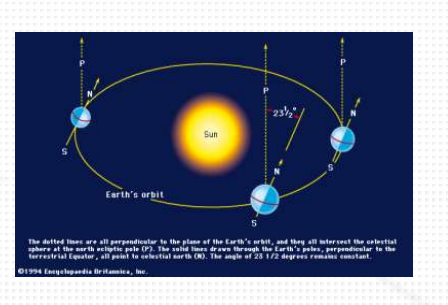 P
P
P
N
23½°
N
Sun
S
S
N
Earth's orbit
S
The dotted lines are all perpendicular to the plane of the Earth's orbit, and they all intersect the celestial
sphere at the north ecliptic pole (P). The solid lines drawn through the Earth's poles, perpendicular to the
terrestrial Equator, all point to celestial north (N). The angle of 23 1/2 degrees remains constant.
©1994 Encyclopaedia Britannica, Inc.